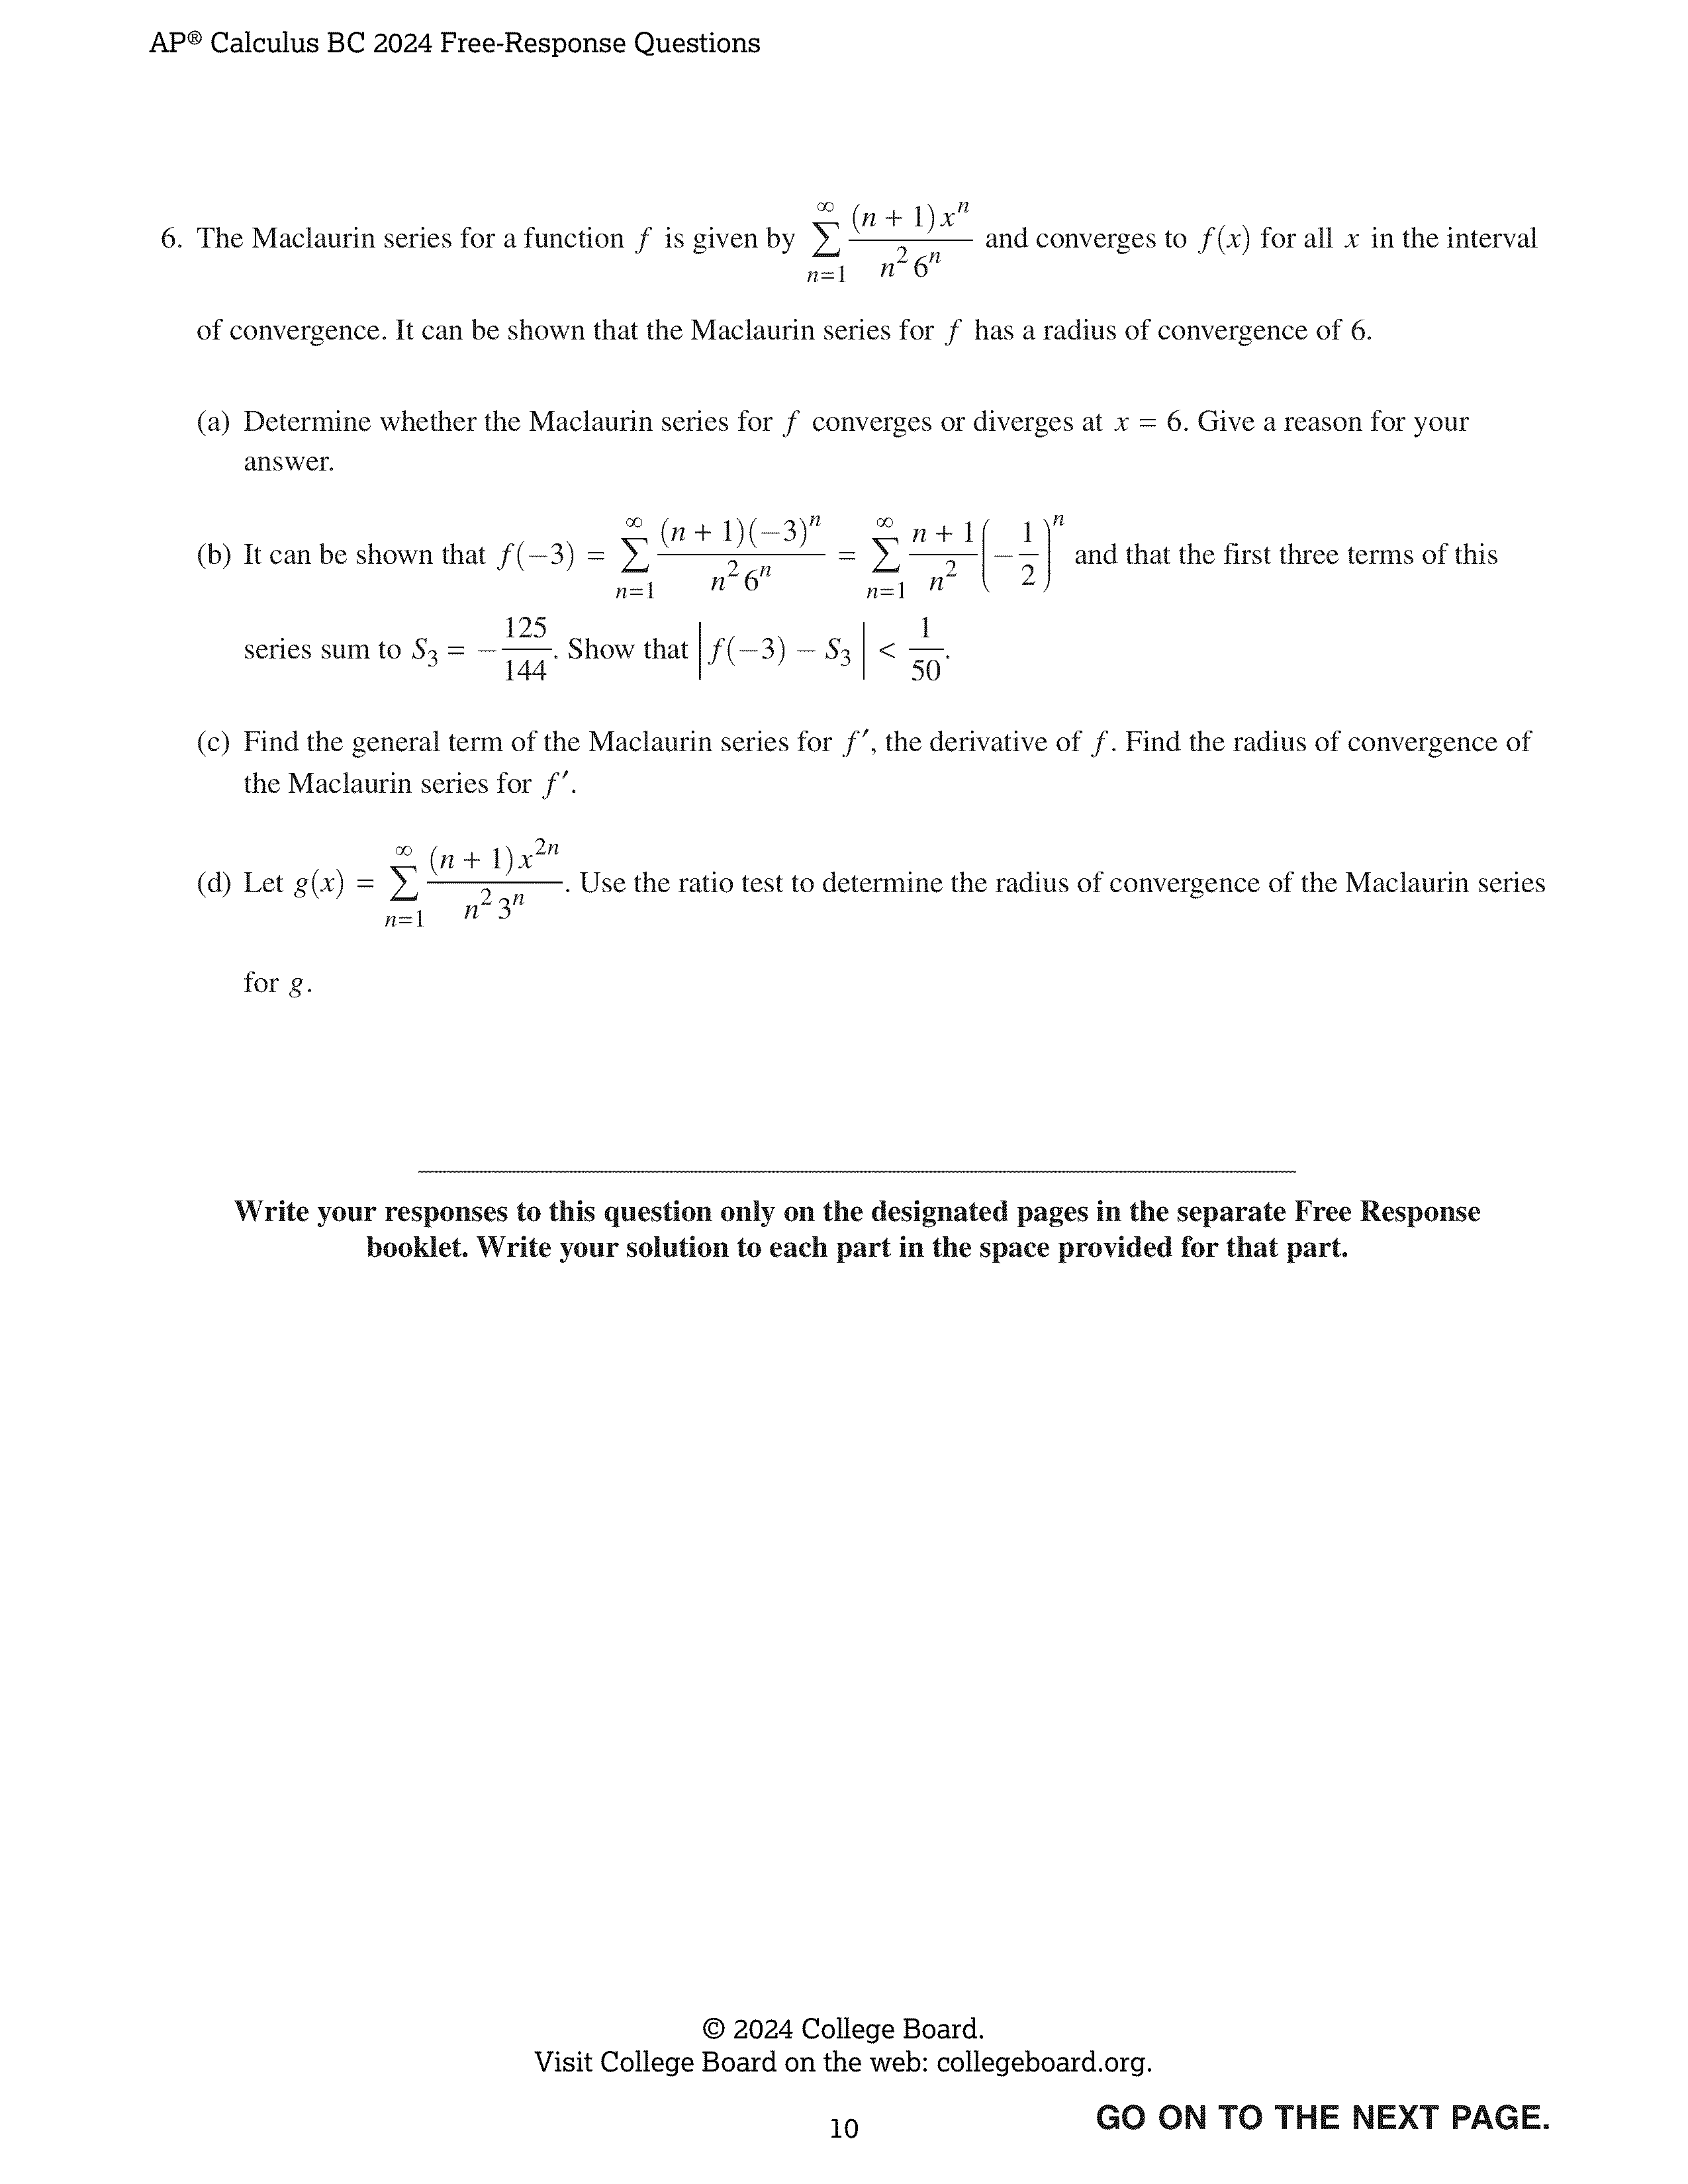 AP® Calculus BC 2024 Free-Response Questions
6. The Maclaurin series for a function f is given by $\sum_{n=1}^{\infty} \frac{(n+1)x^n}{n^2 6^n}$ and converges to f(x) for all x in the interval
of convergence. It can be shown that the Maclaurin series for f has a radius of convergence of 6.
(a) Determine whether the Maclaurin series for f converges or diverges at x = 6. Give a reason for your
answer.
(b) It can be shown that $f(-3) = \sum_{n=1}^{\infty} \frac{(n+1)(-3)^n}{n^2 6^n} = \sum_{n=1}^{\infty} \frac{n+1}{n^2}\left(-\frac{1}{2}\right)^n$ and that the first three terms of this
series sum to $S_3 = -\frac{125}{144}$. Show that $\left|f(-3) - S_3\right| < \frac{1}{50}$.
(c) Find the general term of the Maclaurin series for f′, the derivative of f. Find the radius of convergence of
the Maclaurin series for f′.
(d) Let $g(x) = \sum_{n=1}^{\infty} \frac{(n+1)x^{2n}}{n^2 3^n}$. Use the ratio test to determine the radius of convergence of the Maclaurin series
for g.
Write your responses to this question only on the designated pages in the separate Free Response
booklet. Write your solution to each part in the space provided for that part.
© 2024 College Board.
Visit College Board on the web: collegeboard.org.
GO ON TO THE NEXT PAGE.
10